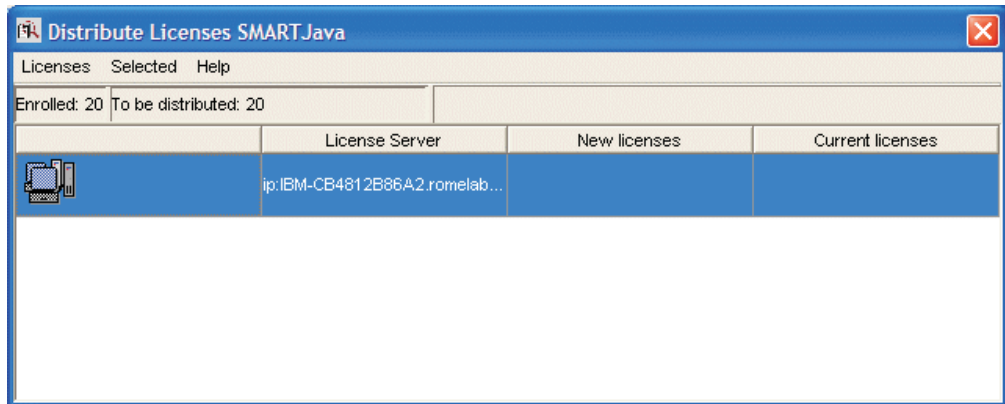 Distribute Licenses SMARTJava
Licenses Selected Help
Enrolled: 20 To be distributed: 20
License Server New licenses Current licenses
ip:IBM-CB4812B86A2.romelab...